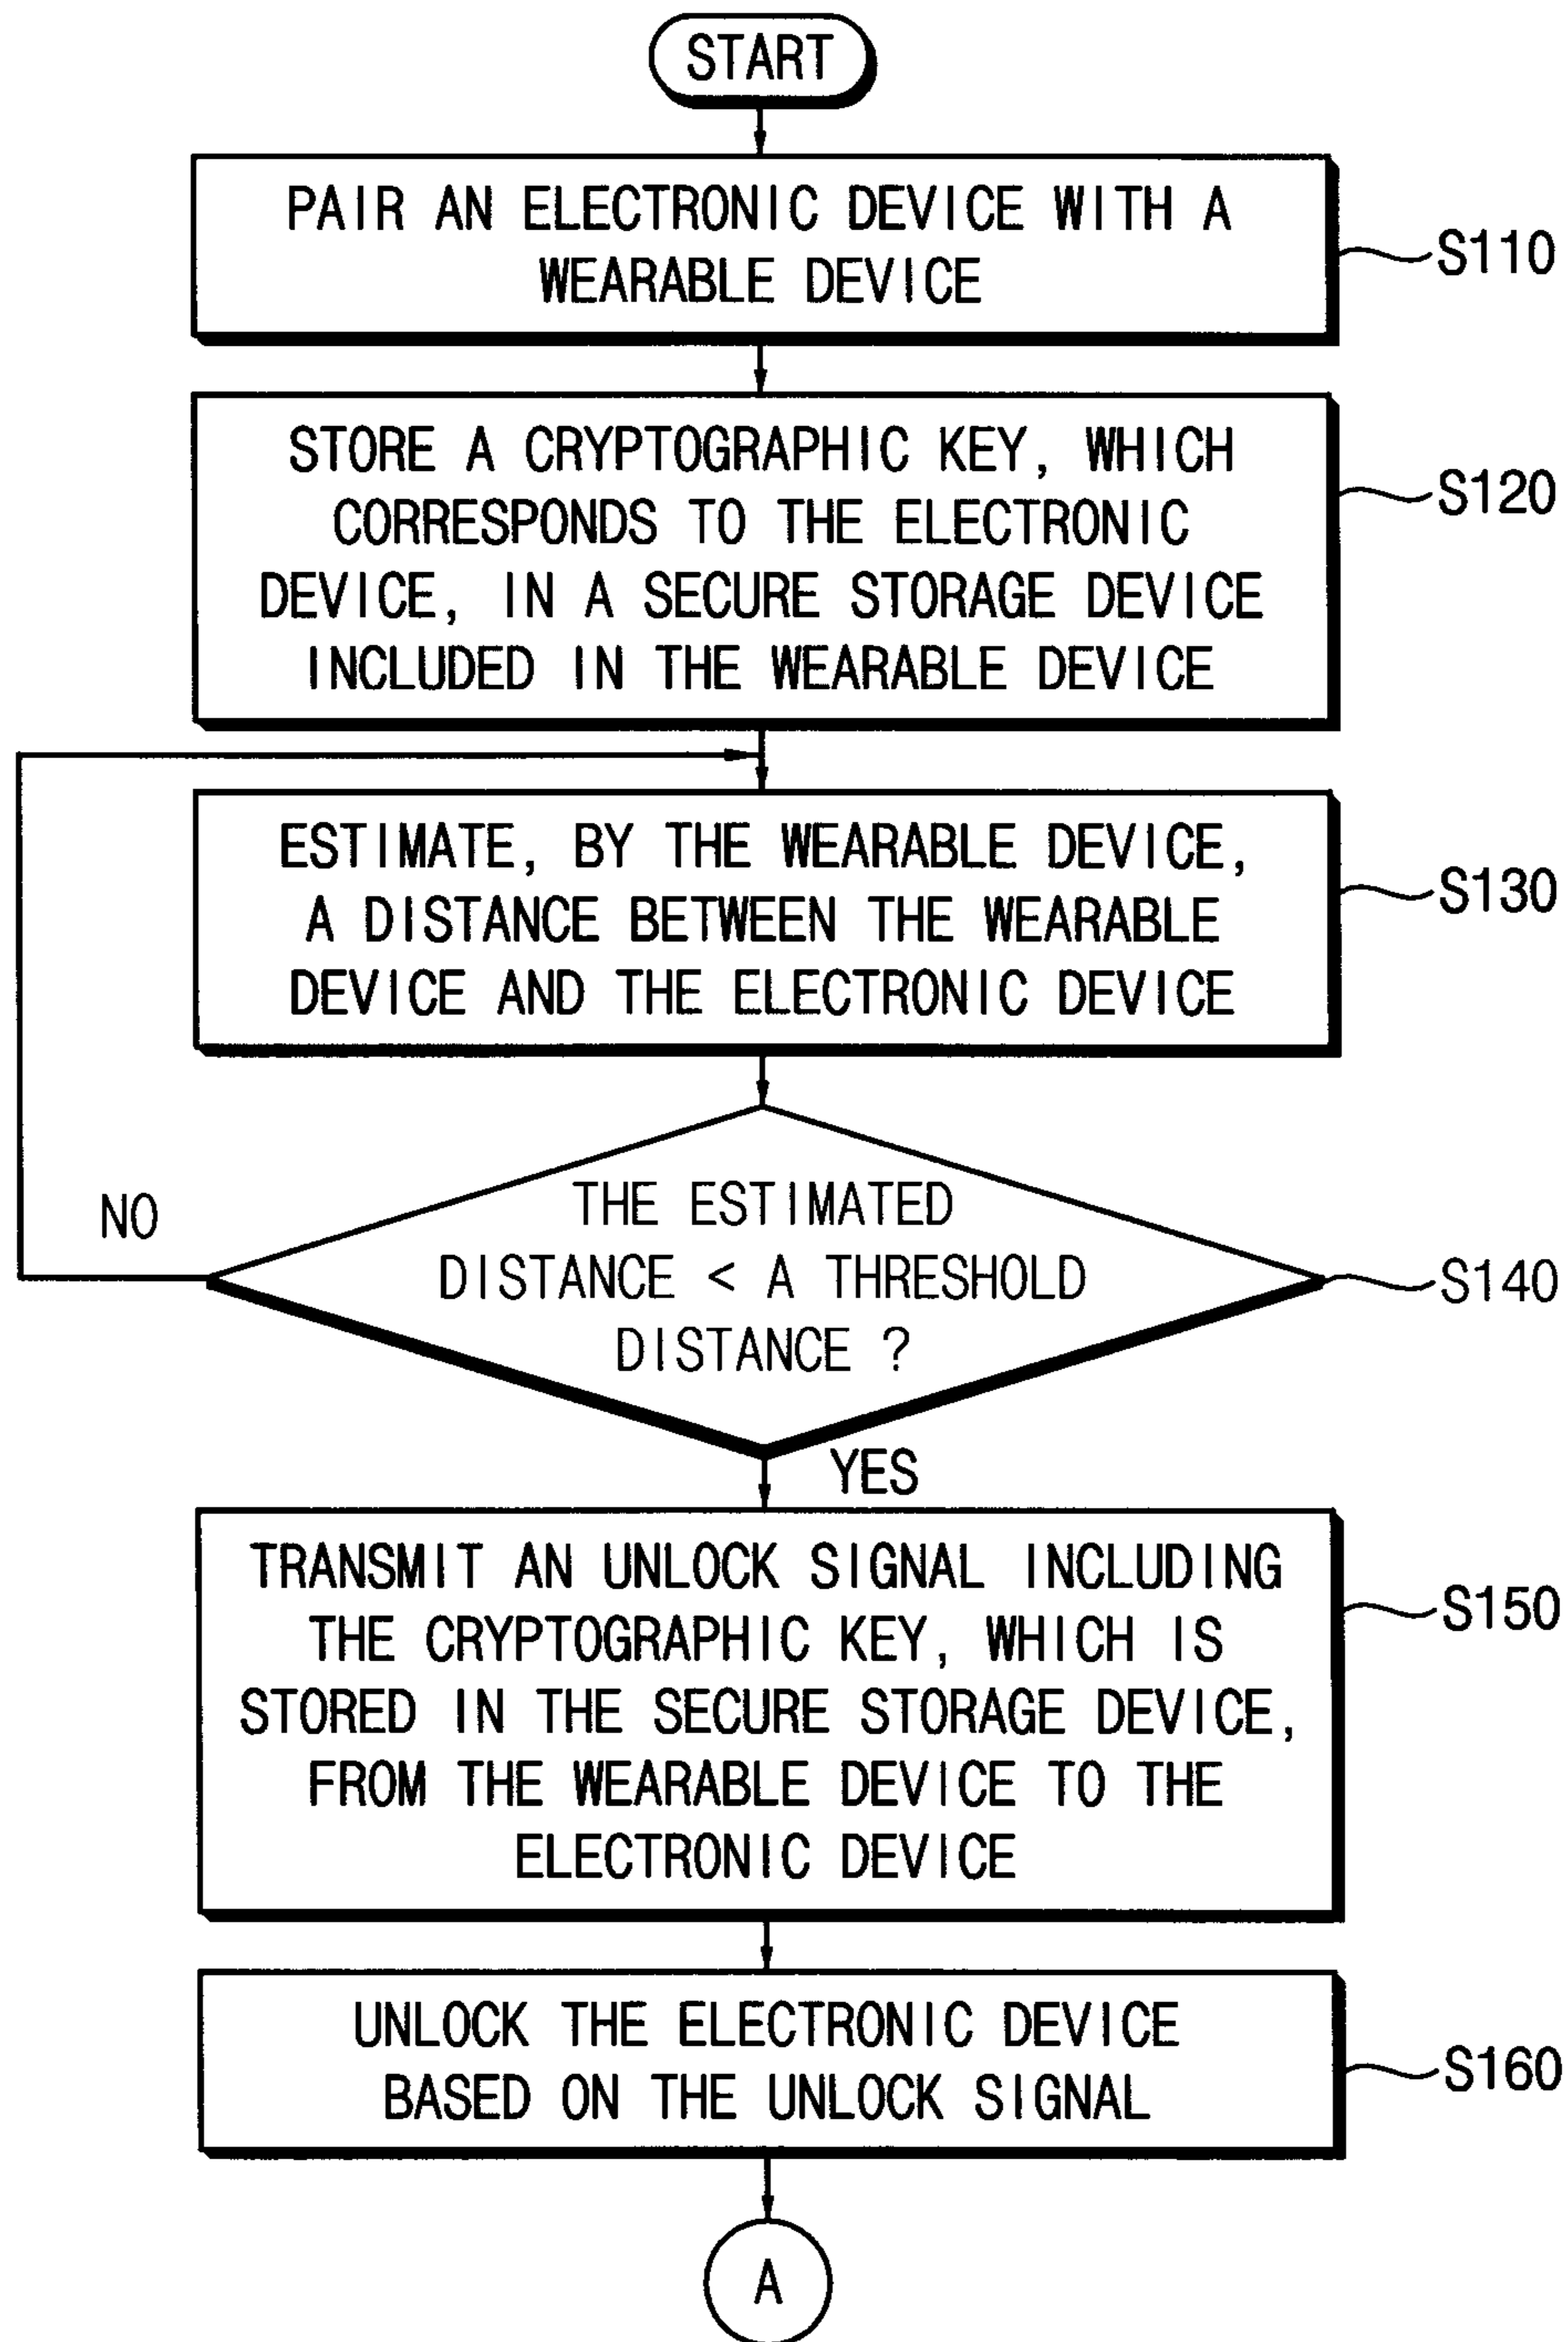 START
PAIR AN ELECTRONIC DEVICE WITH A
WEARABLE DEVICE
S110
STORE A CRYPTOGRAPHIC KEY, WHICH
CORRESPONDS TO THE ELECTRONIC
DEVICE, IN A SECURE STORAGE DEVICE
INCLUDED IN THE WEARABLE DEVICE
S120
ESTIMATE, BY THE WEARABLE DEVICE,
A DISTANCE BETWEEN THE WEARABLE
DEVICE AND THE ELECTRONIC DEVICE
S130
NO
THE ESTIMATED
DISTANCE < A THRESHOLD
DISTANCE ?
S140
YES
TRANSMIT AN UNLOCK SIGNAL INCLUDING
THE CRYPTOGRAPHIC KEY, WHICH IS
STORED IN THE SECURE STORAGE DEVICE,
FROM THE WEARABLE DEVICE TO THE
ELECTRONIC DEVICE
S150
UNLOCK THE ELECTRONIC DEVICE
BASED ON THE UNLOCK SIGNAL
S160
A